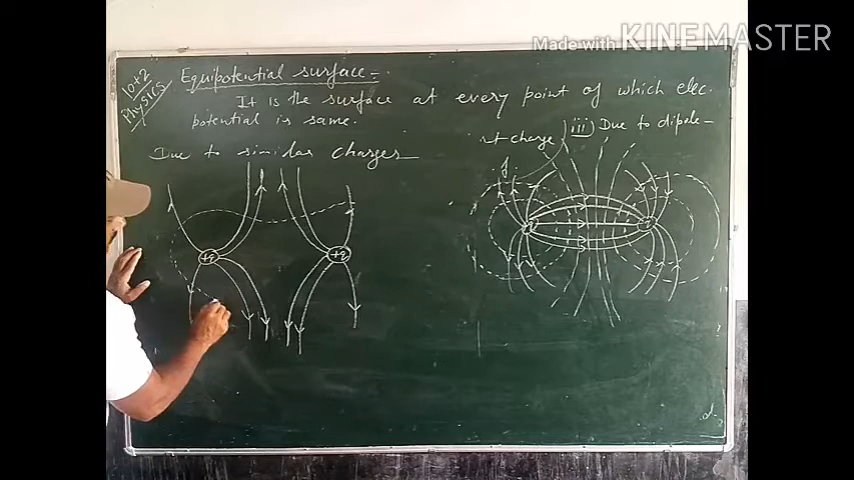 Made with KINEMASTER
10+2
Physics
Equipotential surface:-
It is the surface at every point of which elec.
potential is same.
Due to similar charges
nt charge
iii) Due to dipole-
+q
+q